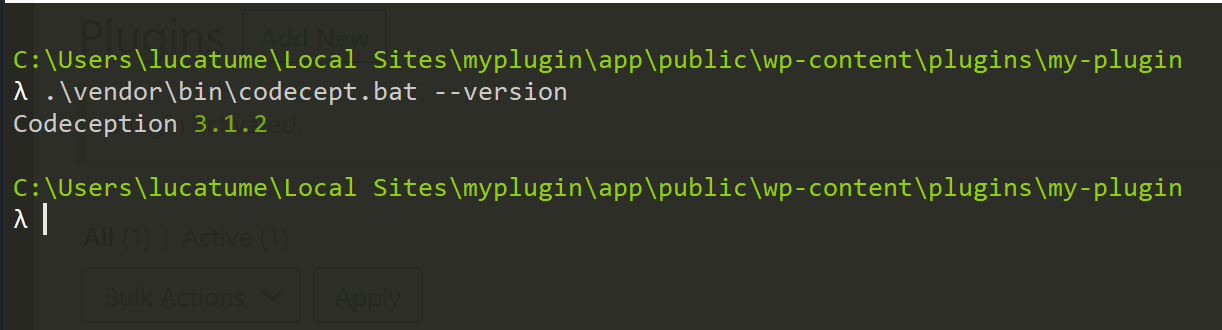 Plugins Add New
C:\Users\lucatume\Local Sites\myplugin\app\public\wp-content\plugins\my-plugin
λ .\vendor\bin\codecept.bat --version
Codeception 3.1.2
C:\Users\lucatume\Local Sites\myplugin\app\public\wp-content\plugins\my-plugin
λ
All (1) | Active (1)
Bulk Actions Apply